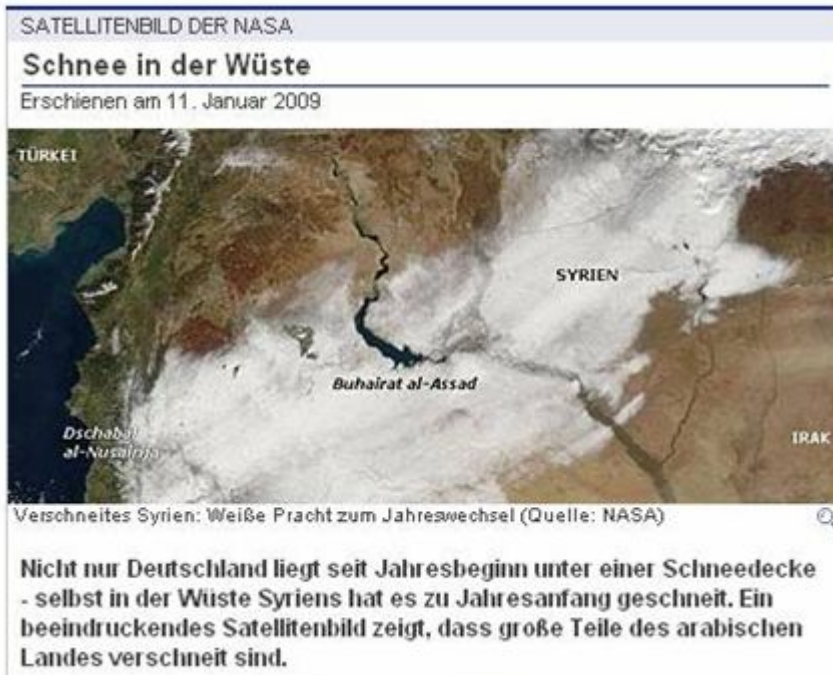 SATELLITENBILD DER NASA
Schnee in der Wüste
Erschienen am 11. Januar 2009
TÜRKEI
SYRIEN
Buhairat al-Assad
Dschabal
al-Nusairija
IRAK
Verschneites Syrien: Weiße Pracht zum Jahreswechsel (Quelle: NASA)
Nicht nur Deutschland liegt seit Jahresbeginn unter einer Schneedecke
- selbst in der Wüste Syriens hat es zu Jahresanfang geschneit. Ein
beeindruckendes Satellitenbild zeigt, dass große Teile des arabischen
Landes verschneit sind.